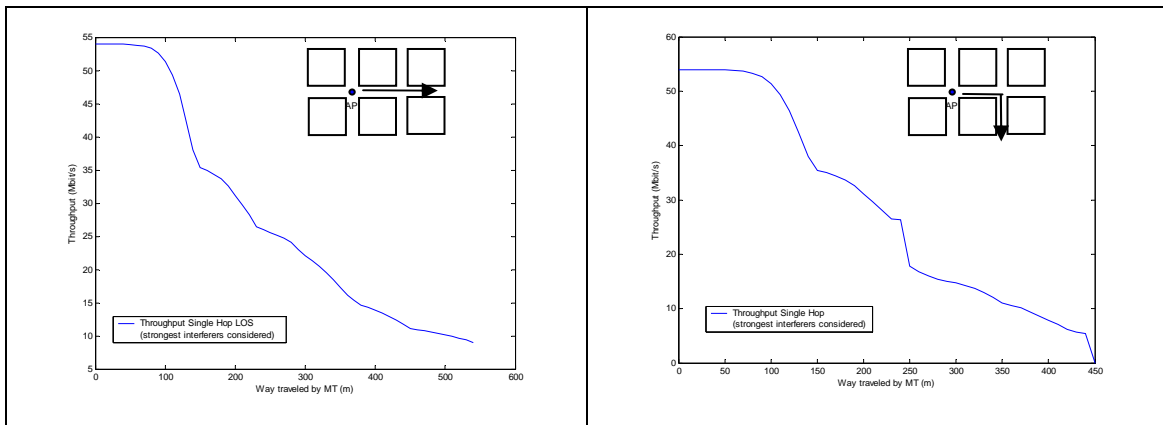 55
50
45
40
35
30
25
20
15
10
5
Throughput (Mbit/s)
AP
Throughput Single Hop LOS
(strongest interferers considered)
0 100 200 300 400 500 600
Way traveled by MT (m)
60
50
40
30
20
10
0
Throughput (Mbit/s)
AP
Throughput Single Hop
(strongest interferers considered)
0 50 100 150 200 250 300 350 400 450
Way traveled by MT (m)